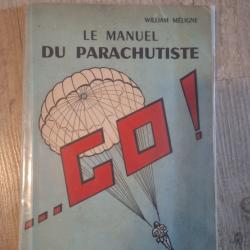 WILLIAM MÉLIGNE
LE MANUEL
DU PARACHUTISTE
...GO!